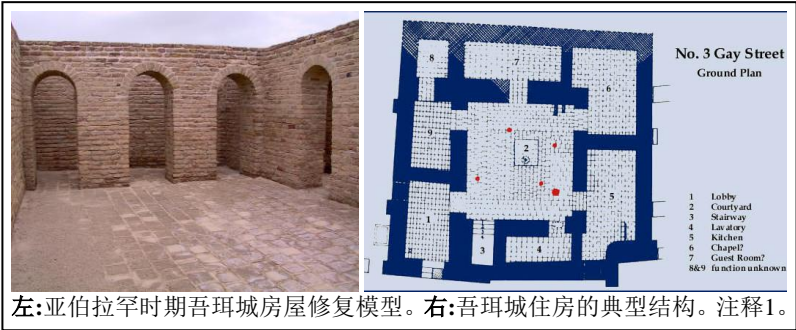 No. 3 Gay Street
Ground Plan
8
7
6
9
2
1
3
4
5
1 Lobby
2 Courtyard
3 Stairway
4 Lavatory
5 Kitchen
6 Chapel?
7 Guest Room?
8&9 function unknown
左:亚伯拉罕时期吾珥城房屋修复模型。右:吾珥城住房的典型结构。注释1。